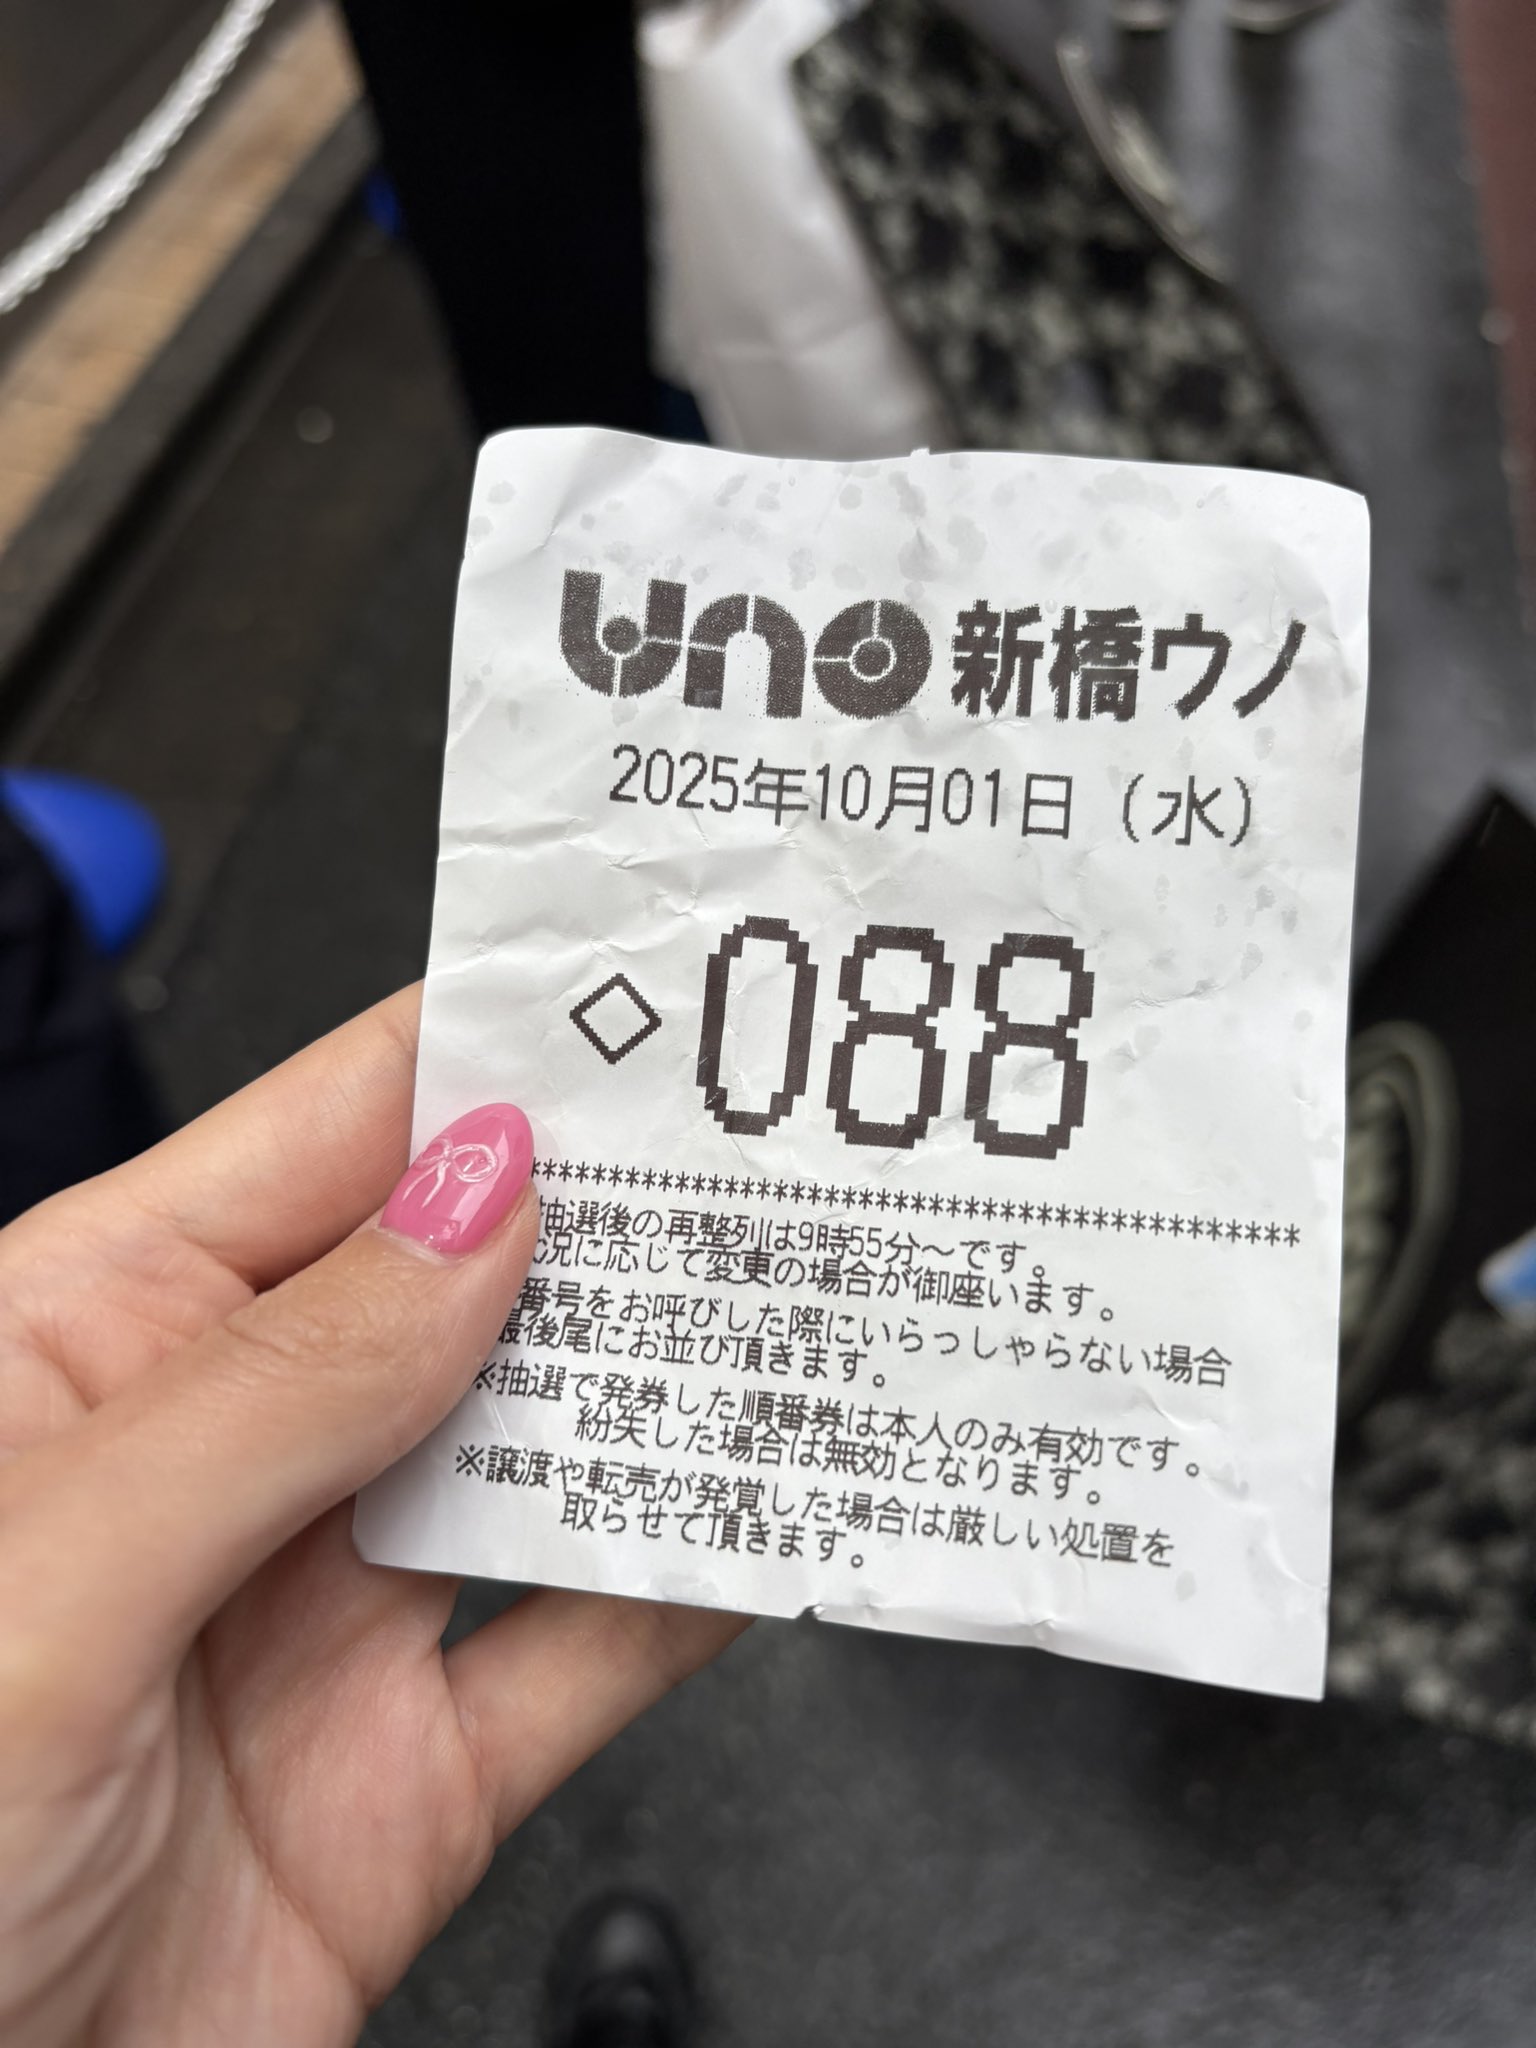 uno 新橋ウノ
2025年10月01日（水）
◇ 088
****************************************
抽選後の再整列は9時55分～です。
況に応じて変更の場合が御座います。
番号をお呼びした際にいらっしゃらない場合
最後尾にお並び頂きます。
※抽選で発券した順番券は本人のみ有効です。
紛失した場合は無効となります。
※譲渡や転売が発覚した場合は厳しい処置を
取らせて頂きます。